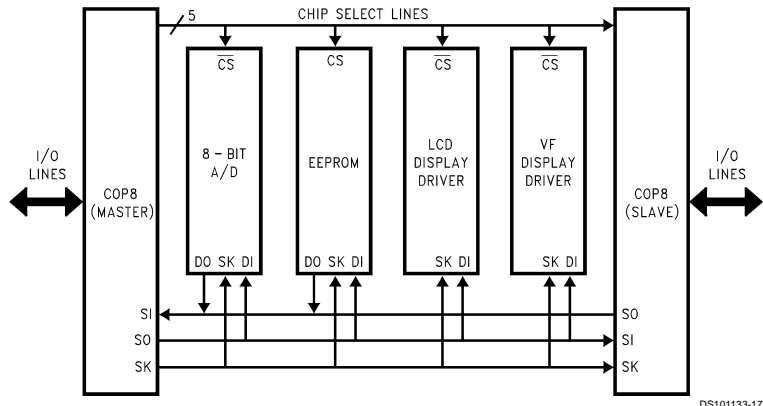 5
CHIP SELECT LINES
CS
CS
CS
CS
8-BIT
A/D
EEPROM
LCD
DISPLAY
DRIVER
VF
DISPLAY
DRIVER
I/O
LINES
COP8
(MASTER)
I/O
LINES
COP8
(SLAVE)
DO SK DI
DO SK DI
SK DI
SK DI
SI
SO
SO
SI
SK
SK
DS101133-17